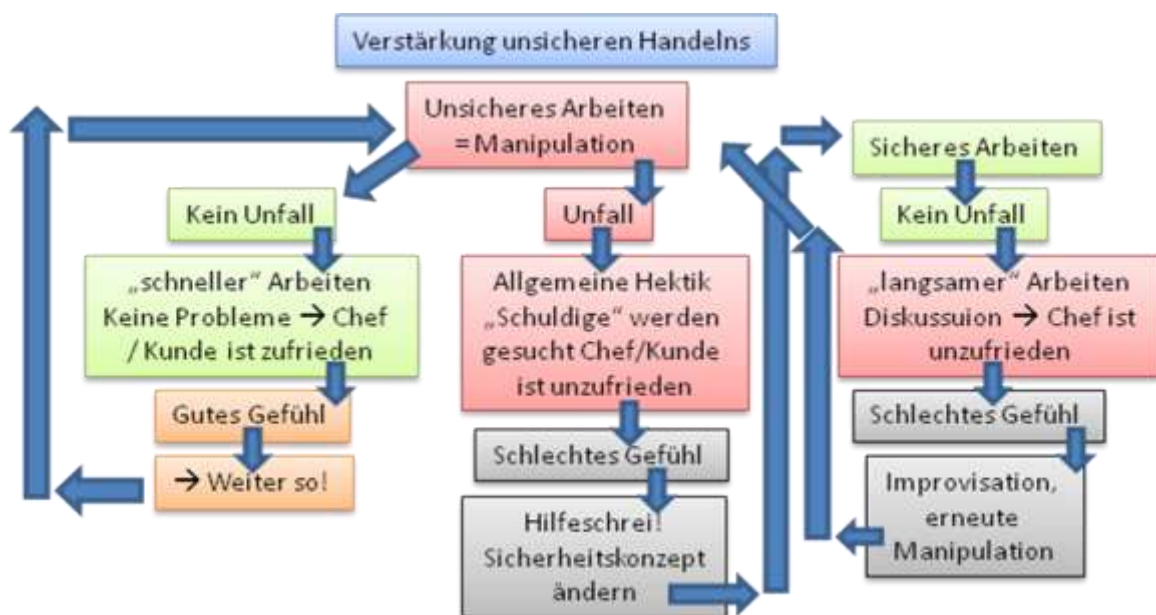 Verstärkung unsicheren Handelns
Unsicheres Arbeiten
= Manipulation
Kein Unfall
„schneller“ Arbeiten
Keine Probleme → Chef
/ Kunde ist zufrieden
Gutes Gefühl
→ Weiter so!
Unfall
Allgemeine Hektik
„Schuldige“ werden
gesucht Chef/Kunde
ist unzufrieden
Schlechtes Gefühl
Hilfeschrei!
Sicherheitskonzept
ändern
Sicheres Arbeiten
Kein Unfall
„langsamer“ Arbeiten
Diskussuion → Chef ist
unzufrieden
Schlechtes Gefühl
Improvisation,
erneute
Manipulation